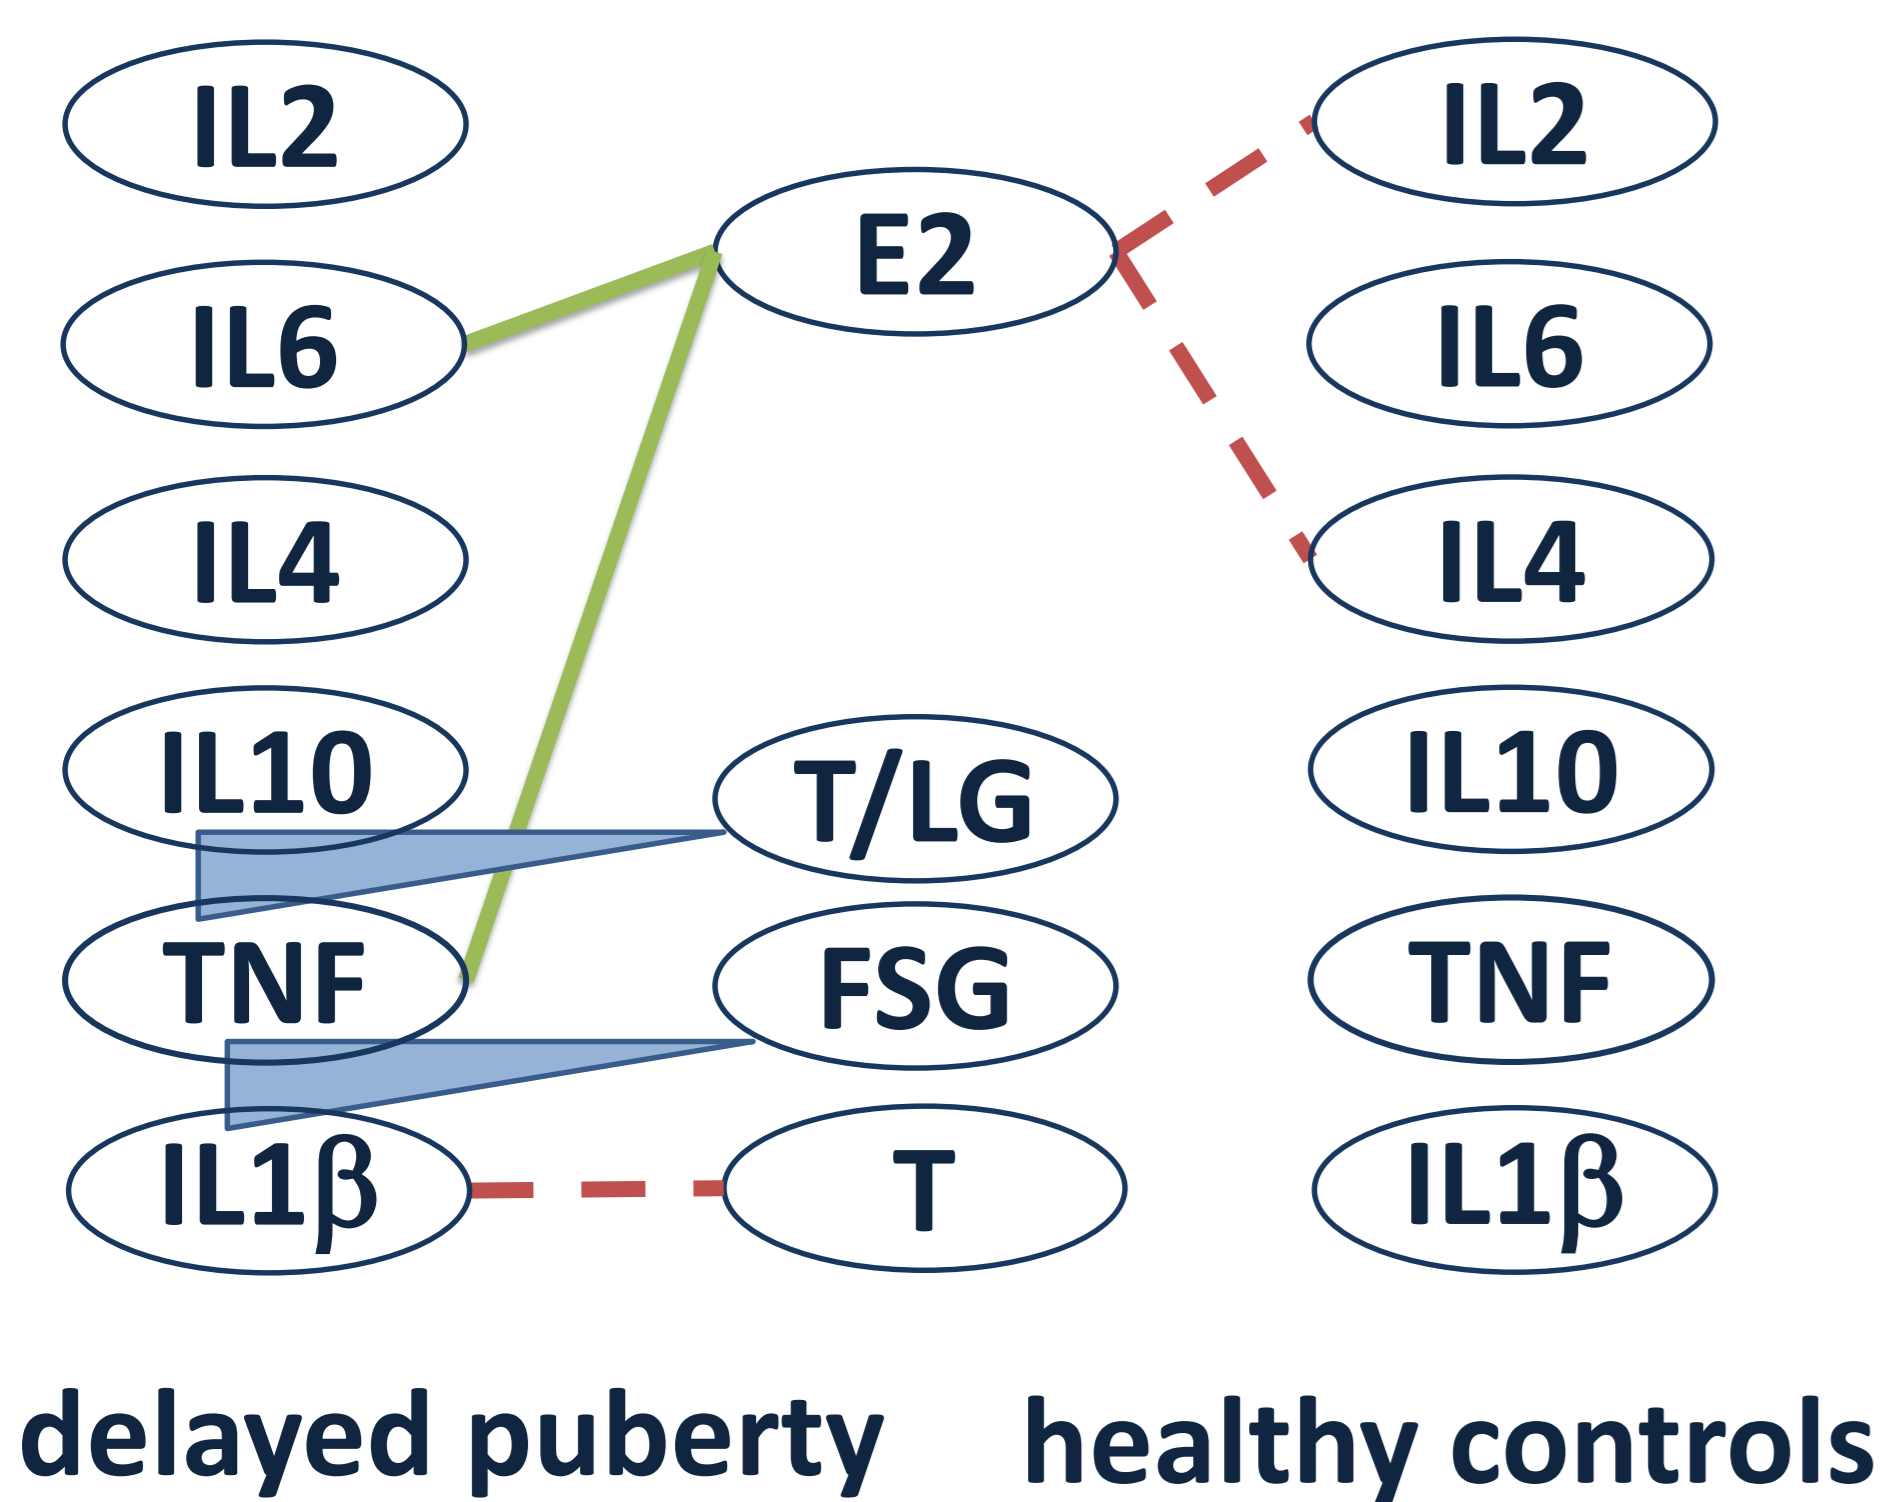 IL2
IL6
IL4
IL10
TNF
IL1β
E2
T/LG
FSG
T
IL2
IL6
IL4
IL10
TNF
IL1β
delayed puberty
healthy controls